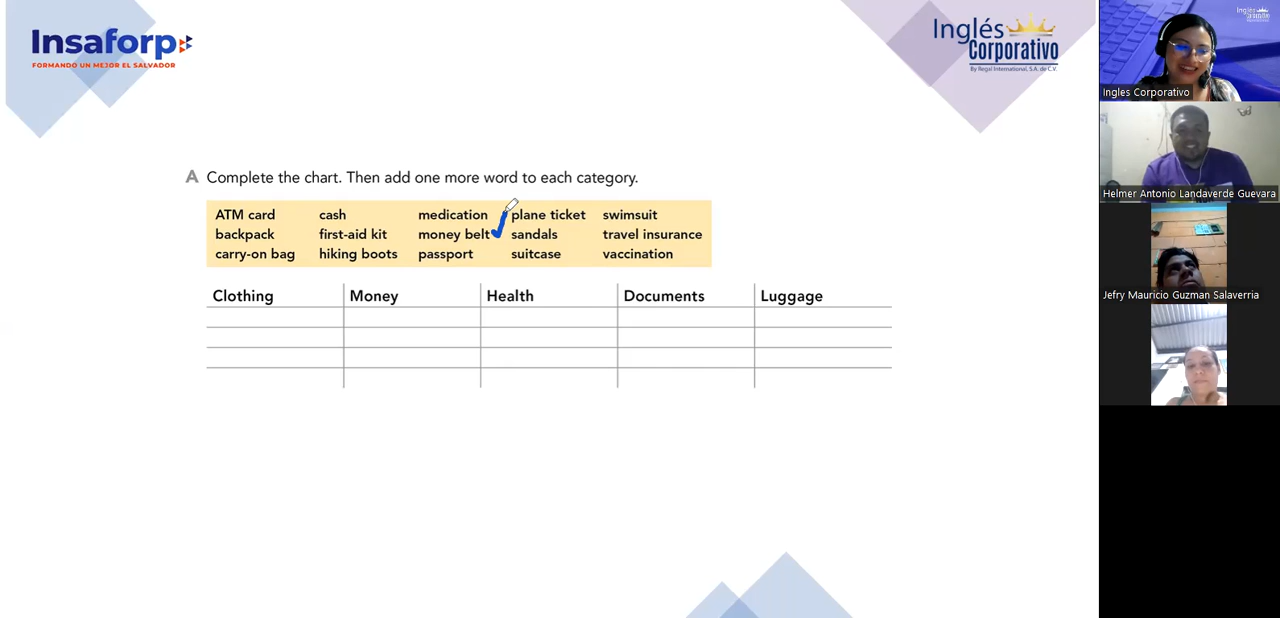 Insaforp
FORMANDO UN MEJOR EL SALVADOR
Inglés
Corporativo
By Regal International, S.A. de C.V.
A Complete the chart. Then add one more word to each category.
ATM card cash medication plane ticket swimsuit
backpack first-aid kit money belt sandals travel insurance
carry-on bag hiking boots passport suitcase vaccination
Clothing Money Health Documents Luggage
Inglés
Corporativo
Ingles Corporativo
Helmer Antonio Landaverde Guevara
Jefry Mauricio Guzman Salaverria